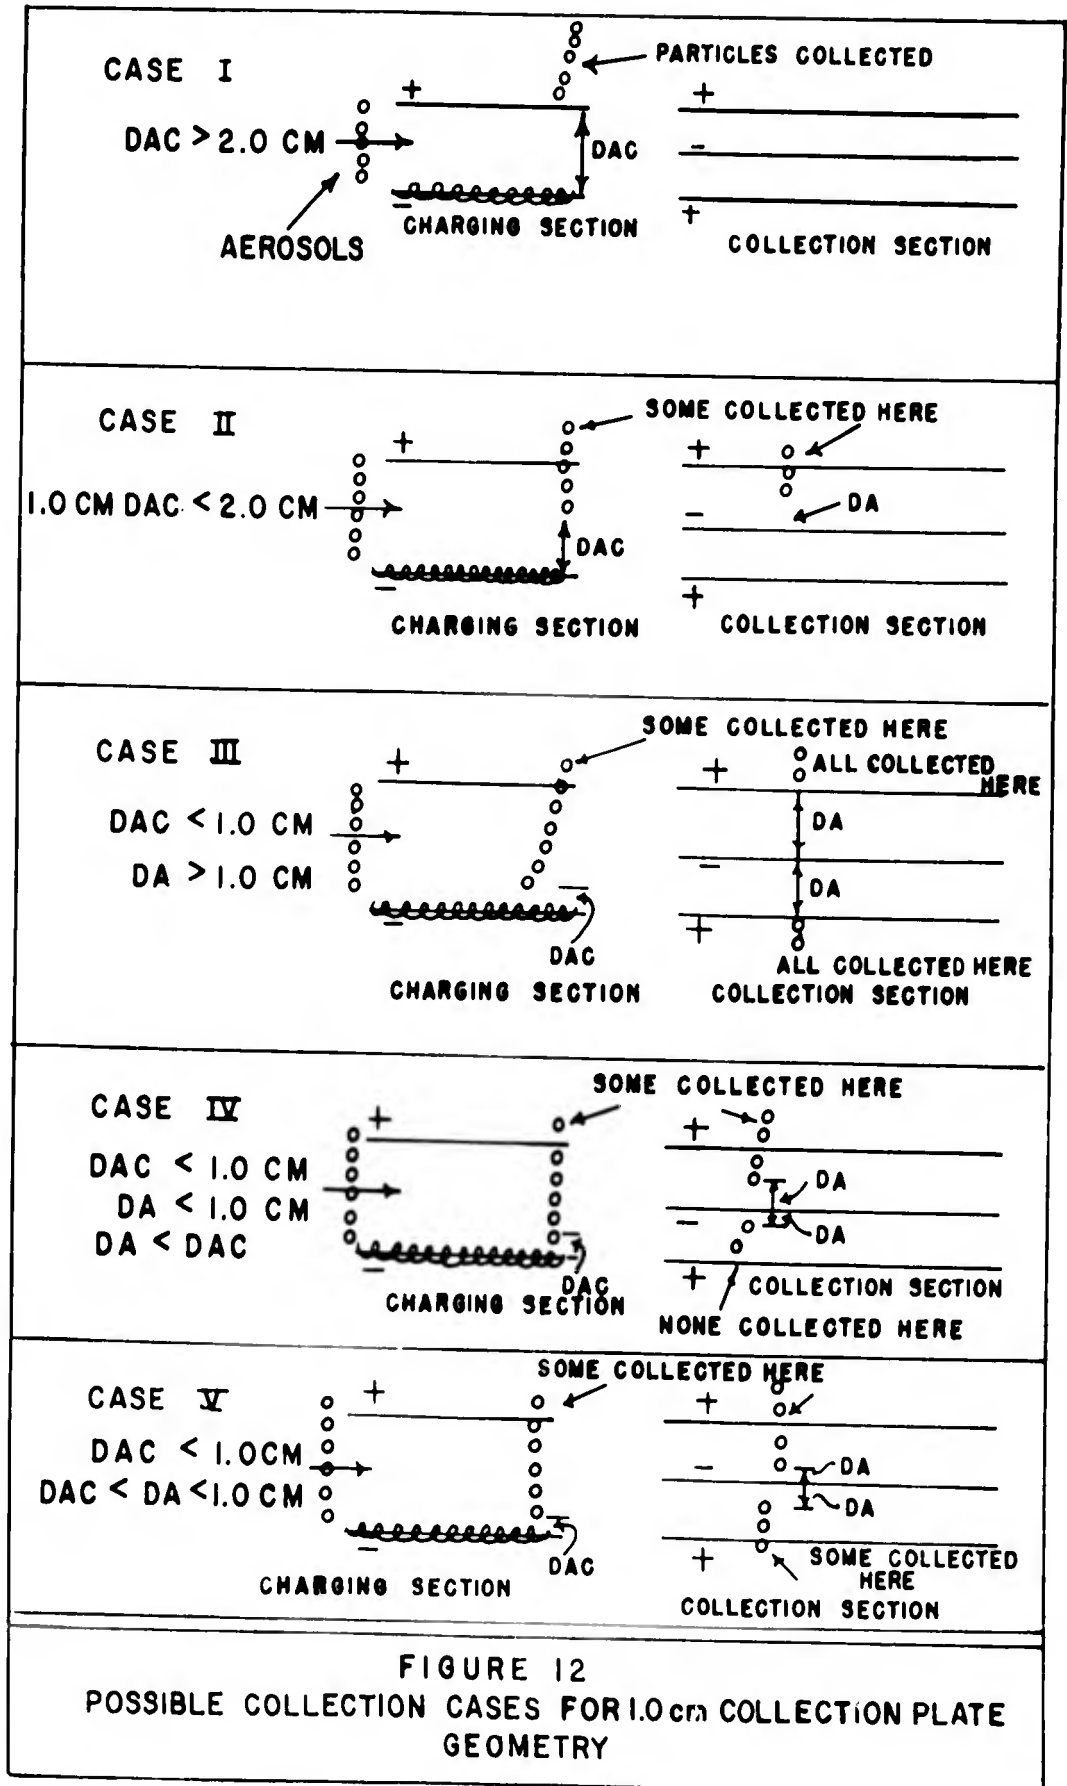 CASE I
PARTICLES COLLECTED
+
+
DAC > 2.0 CM
DAC
-
-
+
CHARGING SECTION
COLLECTION SECTION
AEROSOLS
CASE II
SOME COLLECTED HERE
+
+
1.0 CM DAC < 2.0 CM
DA
-
DAC
-
+
CHARGING SECTION
COLLECTION SECTION
CASE III
SOME COLLECTED HERE
+
+
ALL COLLECTED
HERE
DAC < 1.0 CM
DA
DA > 1.0 CM
-
DA
-
+
DAC
ALL COLLECTED HERE
CHARGING SECTION
COLLECTION SECTION
CASE IV
SOME COLLECTED HERE
+
+
DAC < 1.0 CM
DA < 1.0 CM
DA < DAC
DA
-
DA
-
+
DAC
CHARGING SECTION
COLLECTION SECTION
NONE COLLECTED HERE
CASE V
SOME COLLECTED HERE
+
+
DAC < 1.0CM
DAC < DA < 1.0 CM
-
DA
DA
-
+
DAC
SOME COLLECTED
HERE
CHARGING SECTION
COLLECTION SECTION
FIGURE 12
POSSIBLE COLLECTION CASES FOR 1.0 cm COLLECTION PLATE
GEOMETRY